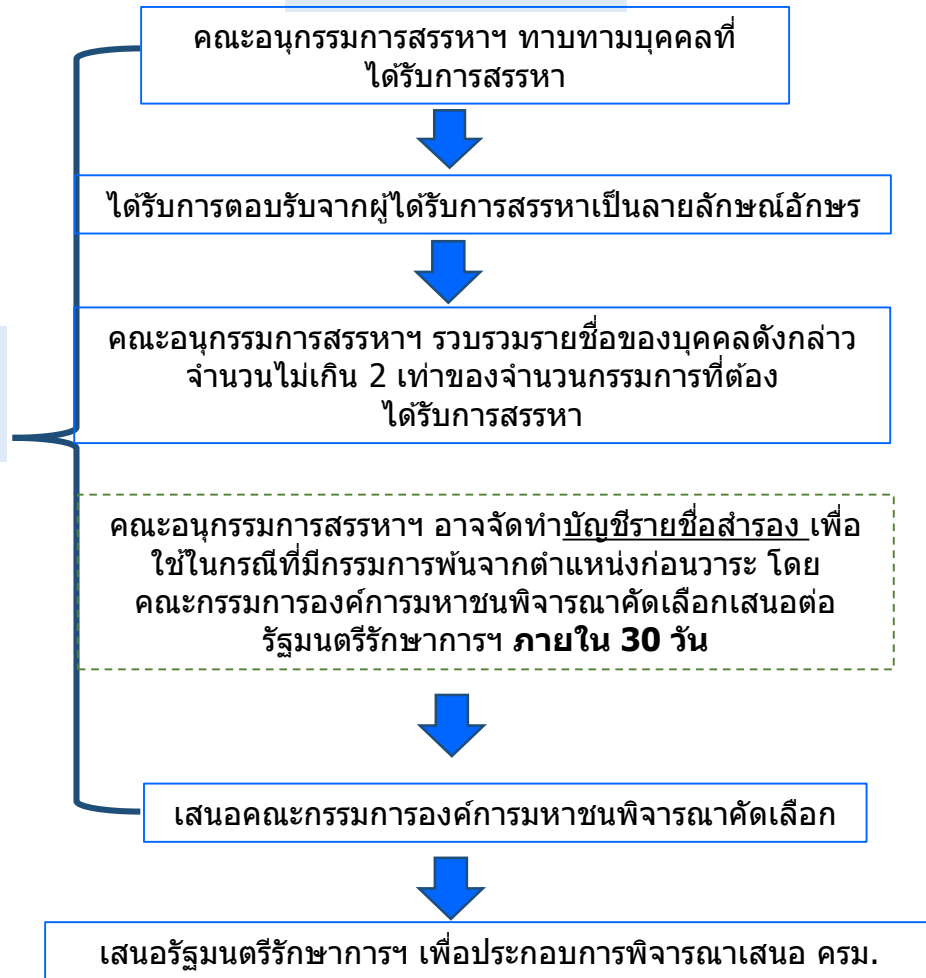 คณะอนุกรรมการสรรหาฯ ทาบทามบุคคลที่
ได้รับการสรรหา
ได้รับการตอบรับจากผู้ได้รับการสรรหาเป็นลายลักษณ์อักษร
คณะอนุกรรมการสรรหาฯ รวบรวมรายชื่อของบุคคลดังกล่าว
จำนวนไม่เกิน 2 เท่าของจำนวนกรรมการที่ต้อง
ได้รับการสรรหา
คณะอนุกรรมการสรรหาฯ อาจจัดทำบัญชีรายชื่อสำรอง เพื่อ
ใช้ในกรณีที่มีกรรมการพ้นจากตำแหน่งก่อนวาระ โดย
คณะกรรมการองค์การมหาชนพิจารณาคัดเลือกเสนอต่อ
รัฐมนตรีรักษาการฯ ภายใน 30 วัน
เสนอคณะกรรมการองค์การมหาชนพิจารณาคัดเลือก
เสนอรัฐมนตรีรักษาการฯ เพื่อประกอบการพิจารณาเสนอ ครม.